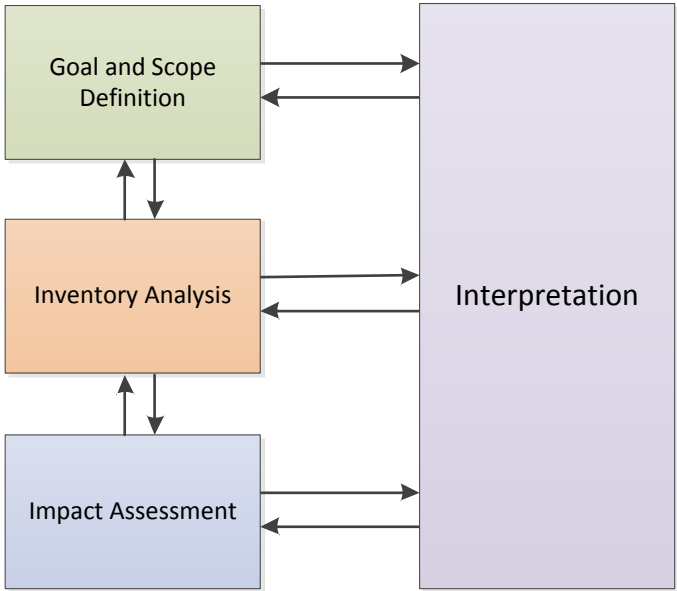 Goal and Scope
Definition
Inventory Analysis
Interpretation
Impact Assessment